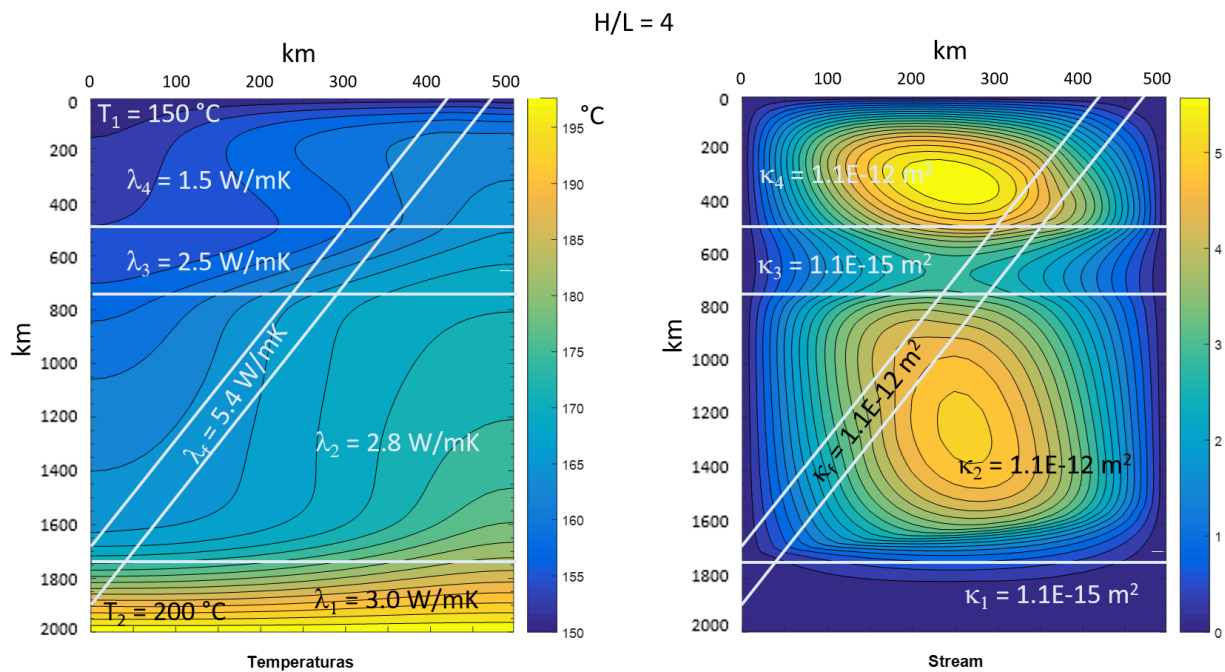 H/L = 4
km
0 100 200 300 400 500
0
200
400
600
800
1000
1200
1400
1600
1800
2000
km
T₁ = 150 °C
λ₄ = 1.5 W/mK
λ₃ = 2.5 W/mK
λf = 5.4 W/mK
λ₂ = 2.8 W/mK
T₂ = 200 °C
λ₁ = 3.0 W/mK
°C
195
190
185
180
175
170
165
160
155
150
Temperaturas
km
0 100 200 300 400 500
0
200
400
600
800
1000
1200
1400
1600
1800
2000
km
κ₄ = 1.1E-12 m²
κ₃ = 1.1E-15 m²
κf = 1.1E-12 m²
κ₂ = 1.1E-12 m²
κ₁ = 1.1E-15 m²
5
4
3
2
1
0
Stream